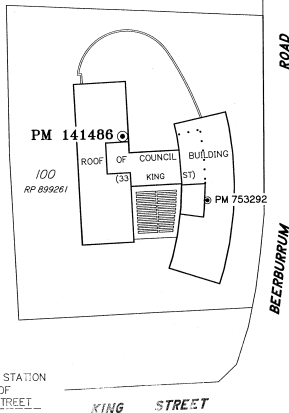 ROAD
PM 141486
ROOF OF COUNCIL BUILDING
(33 KING ST)
100
RP 899261
PM 753292
BEERBURRUM
STATION
OF
TREET
KING STREET